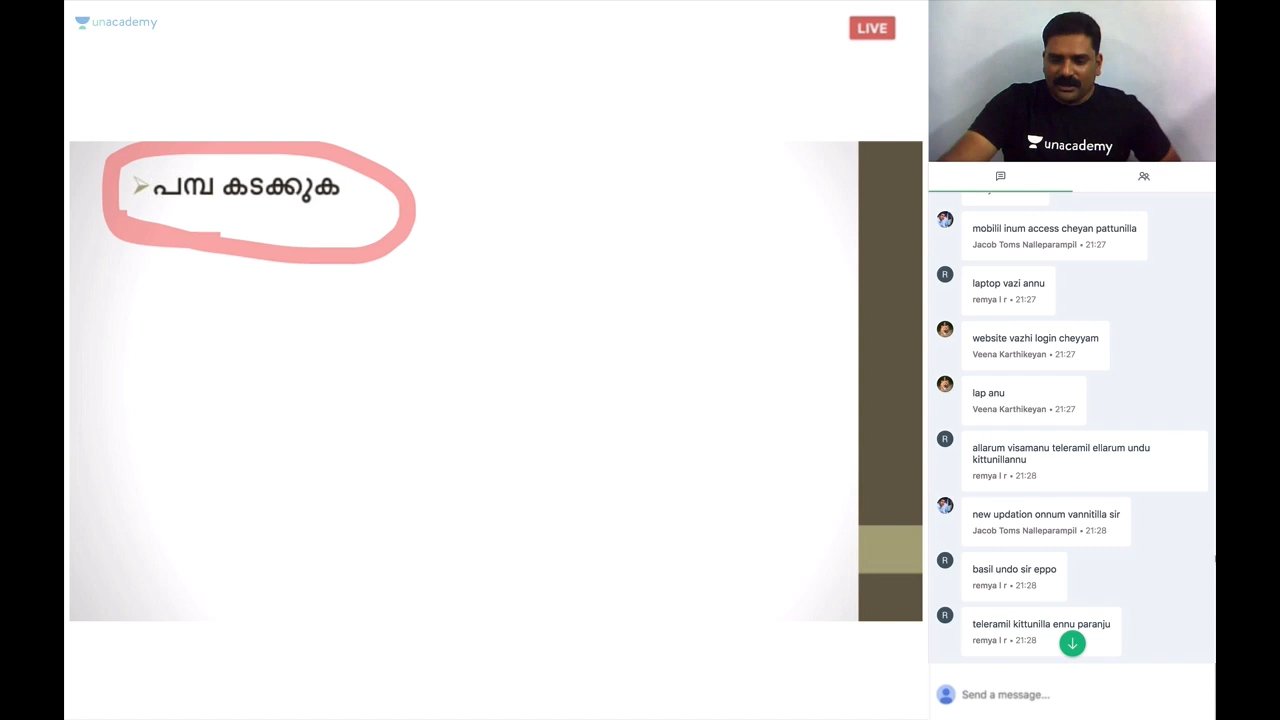 unacademy
LIVE
പമ്പ കടക്കുക
unacademy
mobilil inum access cheyan pattunilla
Jacob Toms Nalleparampil • 21:27
R
laptop vazi annu
remya l r • 21:27
website vazhi login cheyyam
Veena Karthikeyan • 21:27
lap anu
Veena Karthikeyan • 21:27
R
allarum visamanu teleramil ellarum undu
kittunillannu
remya l r • 21:28
new updation onnum vannitilla sir
Jacob Toms Nalleparampil • 21:28
R
basil undo sir eppo
remya l r • 21:28
R
teleramil kittunilla ennu paranju
remya l r • 21:28
Send a message...